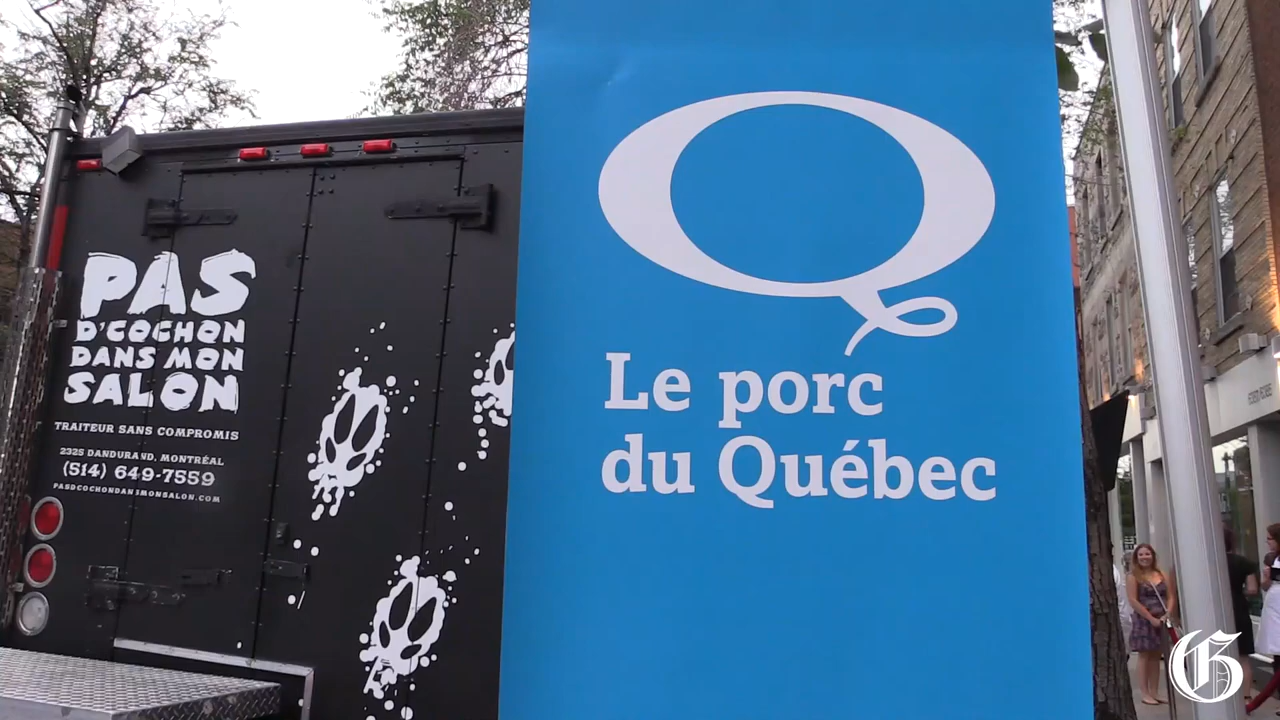 PAS
D'COCHON
DANS MON
SALON
TRAITEUR SANS COMPROMIS
2325 DANDURAND, MONTRÉAL
(514) 649-7559
PASDCOCHONDANSMONSALON.COM
Q
Le porc
du Québec
G